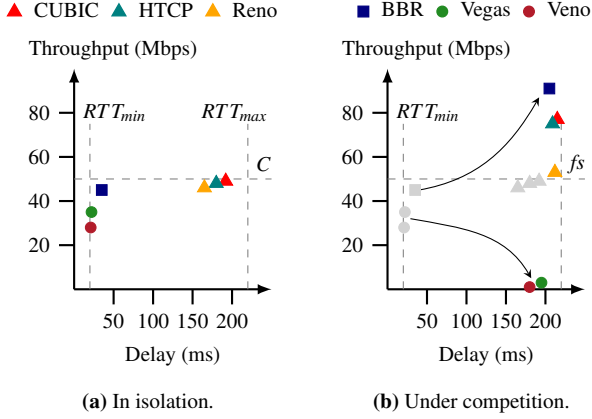 CUBIC HTCP Reno
BBR Vegas Veno
Throughput (Mbps)
RTTmin RTTmax
80
60
C
40
20
50 100 150 200
Delay (ms)
(a) In isolation.
Throughput (Mbps)
RTTmin
80
60
fs
40
20
50 100 150 200
Delay (ms)
(b) Under competition.